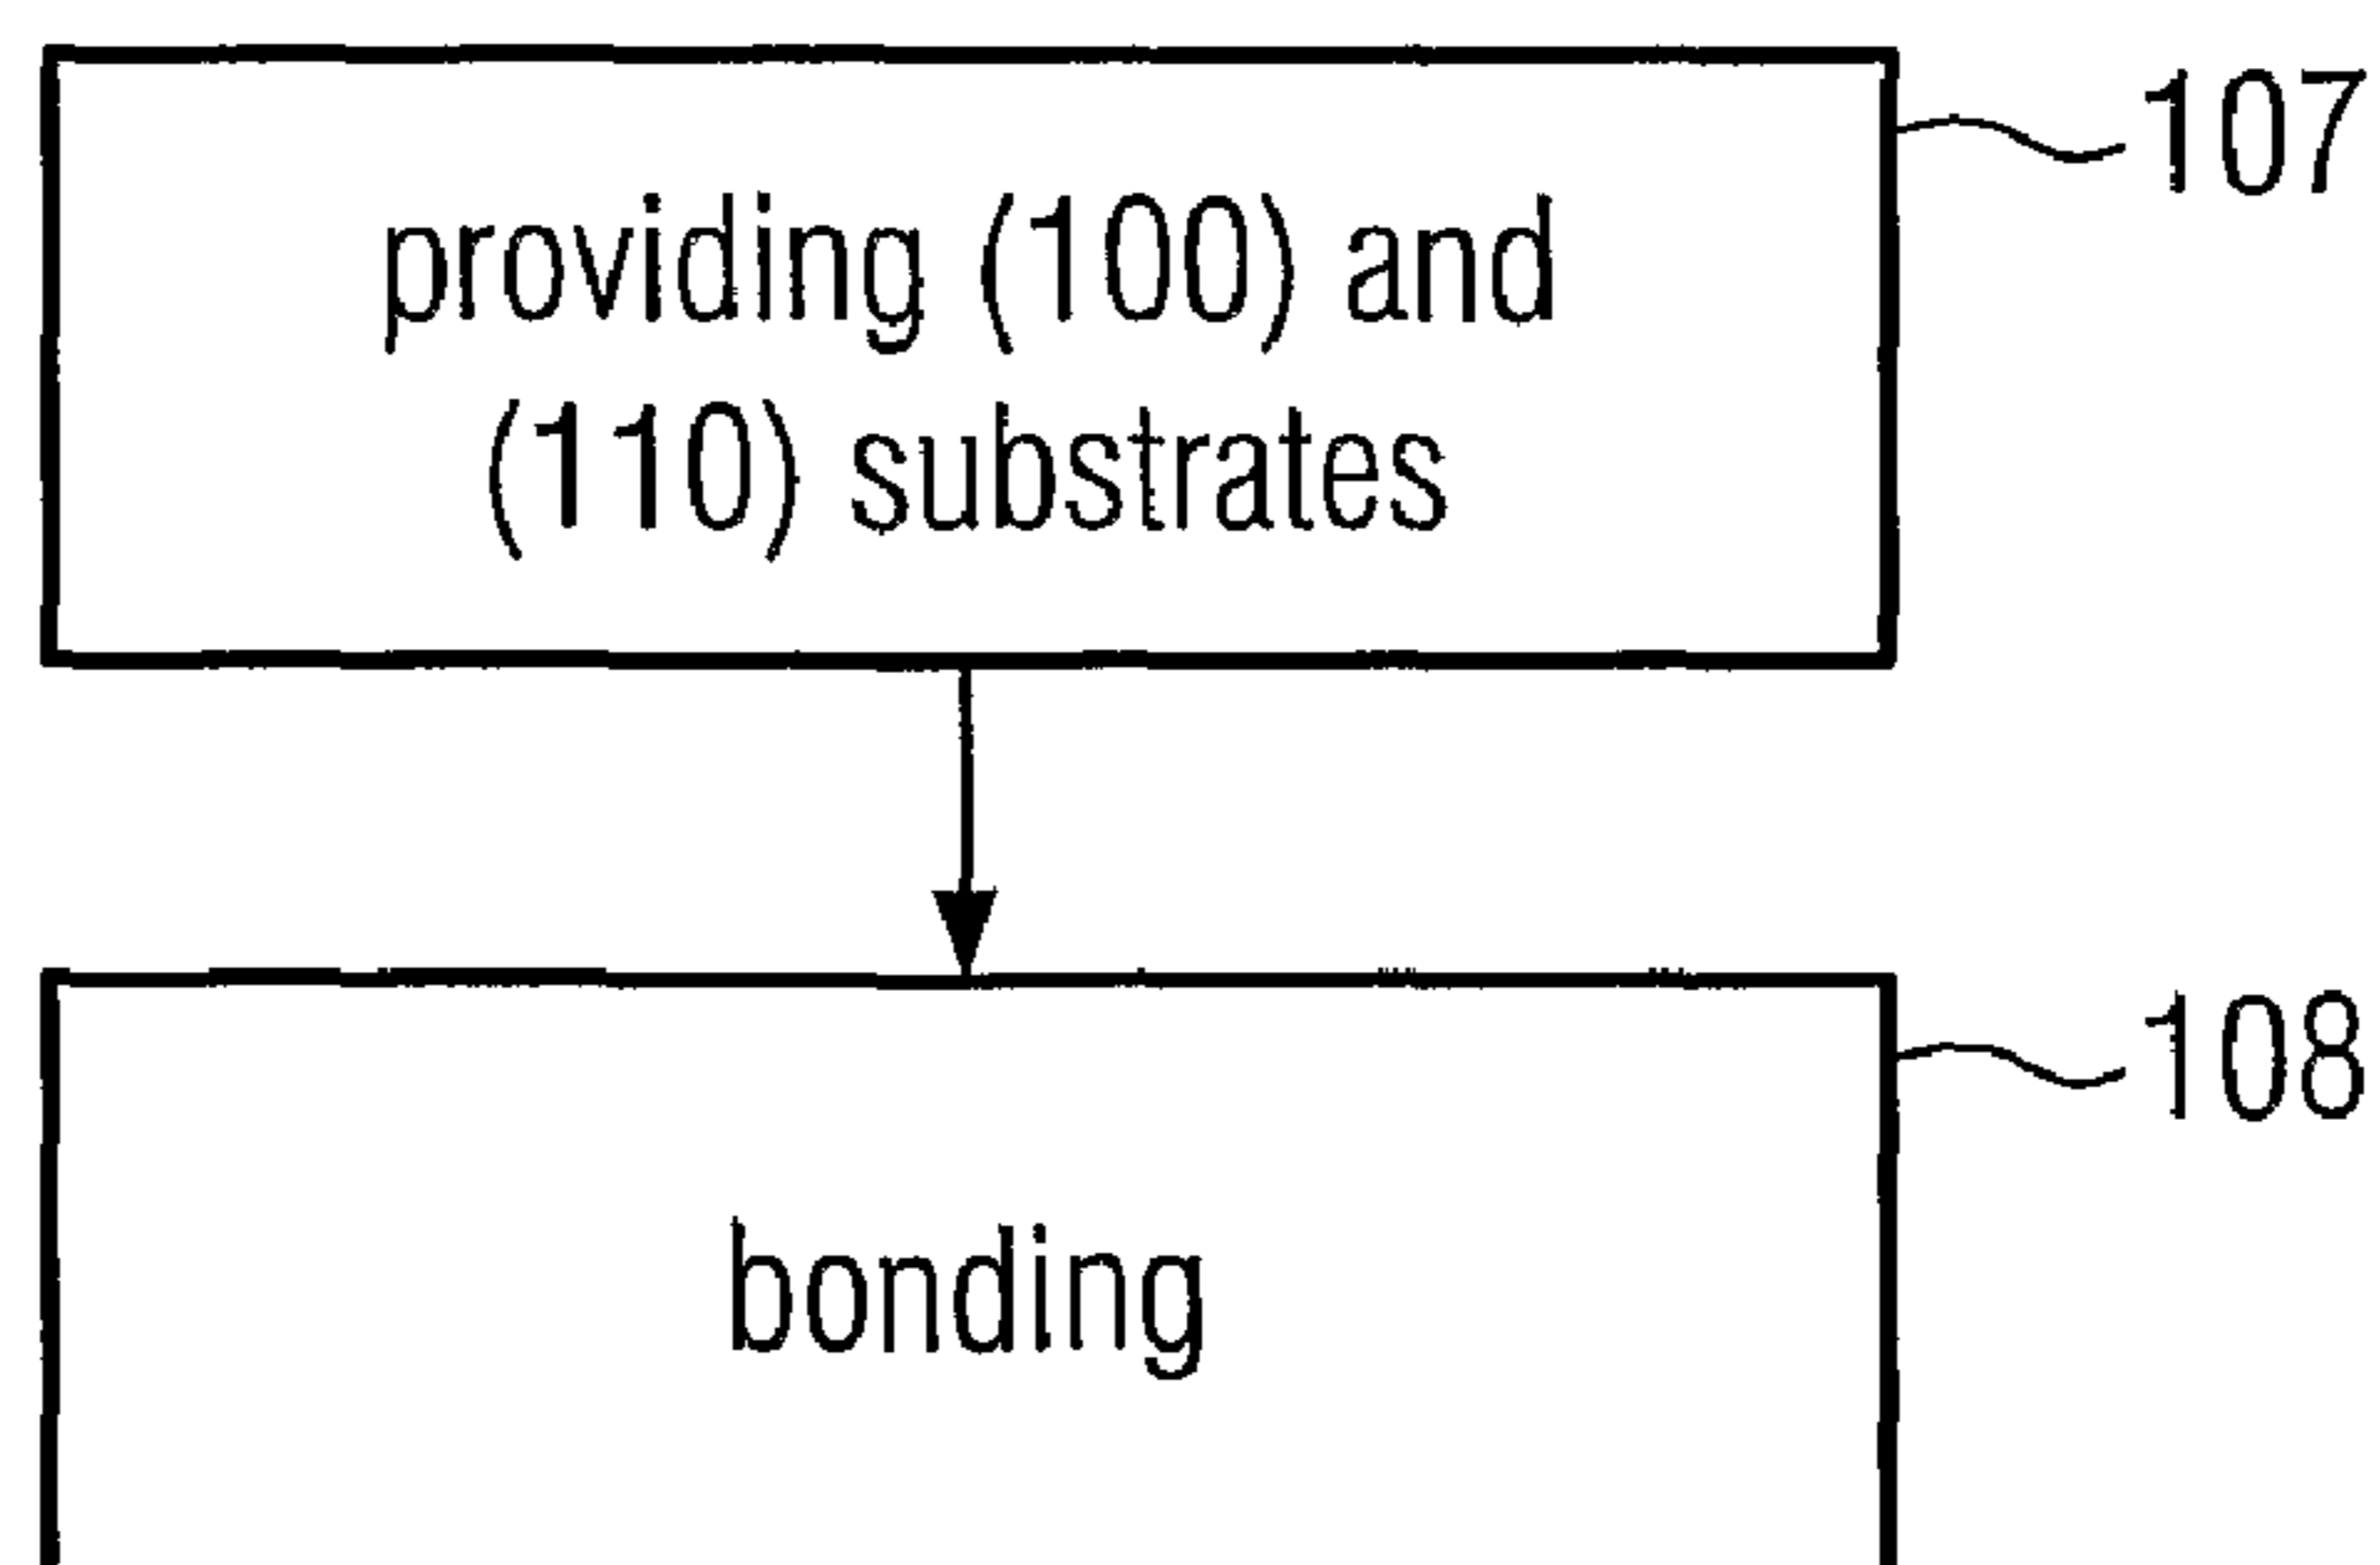 107
providing (100) and
(110) substrates
108
bonding